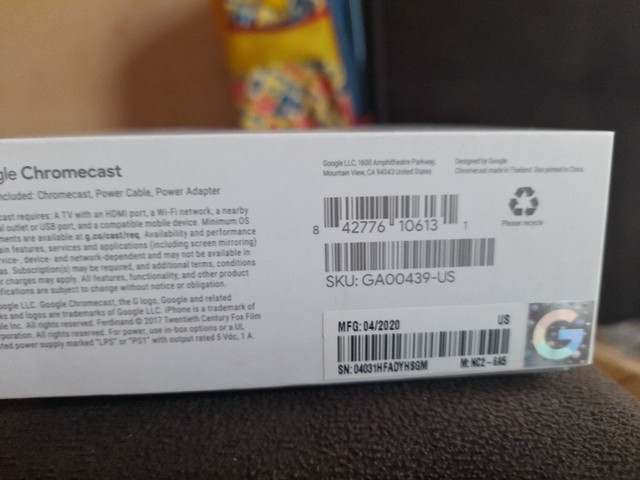 gle Chromecast
ncluded: Chromecast, Power Cable, Power Adapter
cast requires: A TV with an HDMI port, a Wi-Fi network, a nearby
al outlet or USB port, and a compatible mobile device. Minimum OS
ments are available at g.co/cast/req. Availability and performance
ain features, services and applications (including screen mirroring)
vice-, device- and network-dependent and may not be available in
as. Subscription(s) may be required, and additional terms, conditions
r charges may apply. All features, functionality, and other product
ifications are subject to change without notice or obligation.
oogle LLC. Google Chromecast, the G logo, Google and related
ks and logos are trademarks of Google LLC. iPhone is a trademark of
le Inc. All rights reserved. Ferdinand © 2017 Twentieth Century Fox Film
orporation. All rights reserved. For power, use in-box options or a UL
ted power supply marked "LPS" or "PS1" with output rated 5 Vdc, 1 A.
Google LLC, 1600 Amphitheatre Parkway,
Mountain View, CA 94043 United States
Designed by Google.
Chromecast made in Thailand. Box printed in China.
8 42776 10613 1
Please recycle
SKU: GA00439-US
MFG: 04/2020 US
SN: 04031HFADYHSGM M: NC2-6A5
G